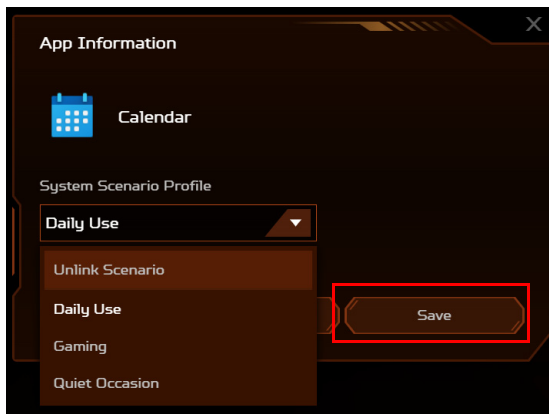 App Information
X
Calendar
System Scenario Profile
Daily Use
Unlink Scenario
Daily Use
Gaming
Quiet Occasion
Save